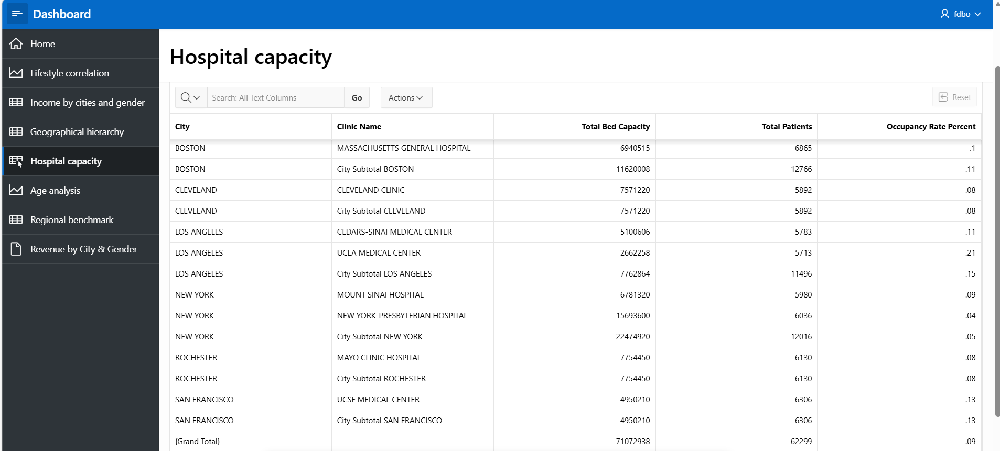 Dashboard
fdbo
Home
Lifestyle correlation
Income by cities and gender
Geographical hierarchy
Hospital capacity
Age analysis
Regional benchmark
Revenue by City & Gender
Hospital capacity
Search: All Text Columns Go Actions Reset
City Clinic Name Total Bed Capacity Total Patients Occupancy Rate Percent
BOSTON MASSACHUSETTS GENERAL HOSPITAL 6940515 6865 .1
BOSTON City Subtotal BOSTON 11620008 12766 .11
CLEVELAND CLEVELAND CLINIC 7571220 5892 .08
CLEVELAND City Subtotal CLEVELAND 7571220 5892 .08
LOS ANGELES CEDARS-SINAI MEDICAL CENTER 5100606 5783 .11
LOS ANGELES UCLA MEDICAL CENTER 2662258 5713 .21
LOS ANGELES City Subtotal LOS ANGELES 7762864 11496 .15
NEW YORK MOUNT SINAI HOSPITAL 6781320 5980 .09
NEW YORK NEW YORK-PRESBYTERIAN HOSPITAL 15693600 6036 .04
NEW YORK City Subtotal NEW YORK 22474920 12016 .05
ROCHESTER MAYO CLINIC HOSPITAL 7754450 6130 .08
ROCHESTER City Subtotal ROCHESTER 7754450 6130 .08
SAN FRANCISCO UCSF MEDICAL CENTER 4950210 6306 .13
SAN FRANCISCO City Subtotal SAN FRANCISCO 4950210 6306 .13
{Grand Total} 71072938 62299 .09